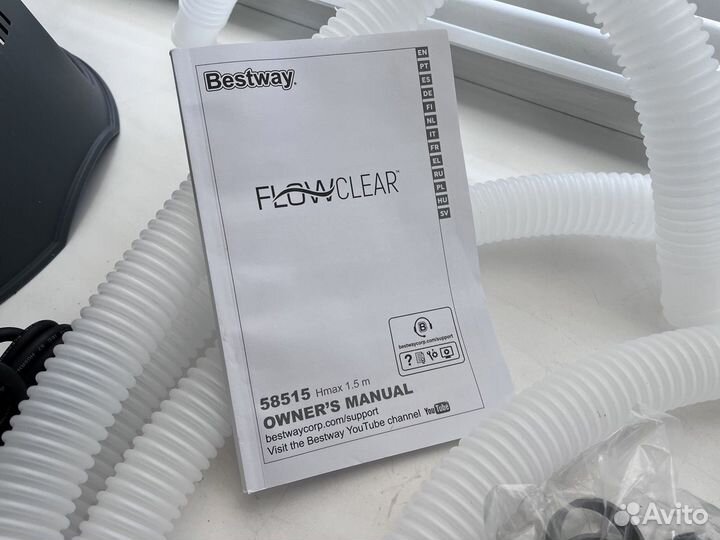 Bestway
EN
PT
ES
DE
FI
NL
IT
FR
EL
RU
PL
HU
SV
FLOWCLEAR™
B
bestwaycorp.com/support
?
58515 Hmax 1.5 m
OWNER'S MANUAL
bestwaycorp.com/support
Visit the Bestway YouTube channel YouTube
Avito